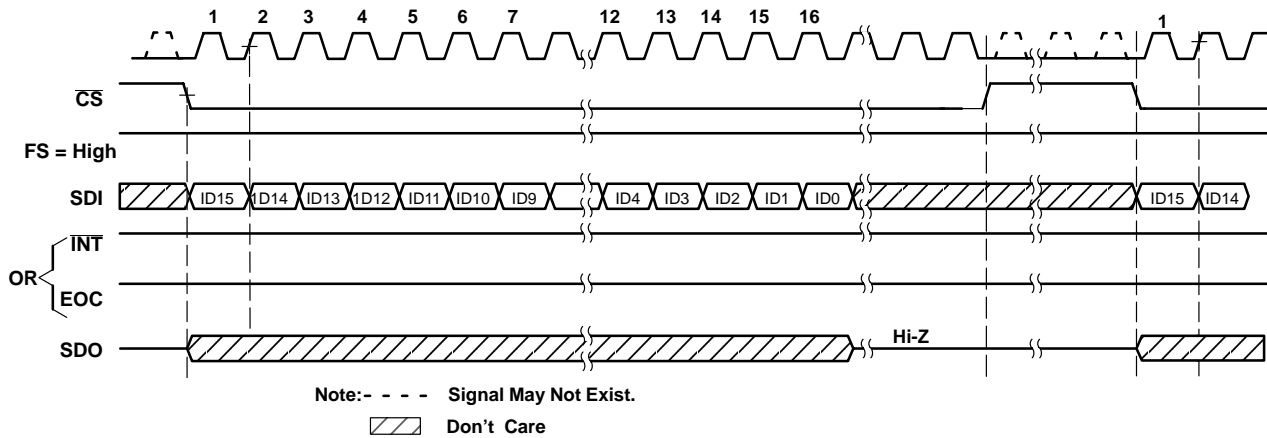 1 2 3 4 5 6 7 12 13 14 15 16 1
CS
FS = High
SDI ID15 1D14 ID13 1D12 ID11 ID10 ID9 ID4 ID3 ID2 ID1 ID0 ID15 ID14
INT
OR
EOC
SDO Hi-Z
Note:- - - - Signal May Not Exist.
Don't Care